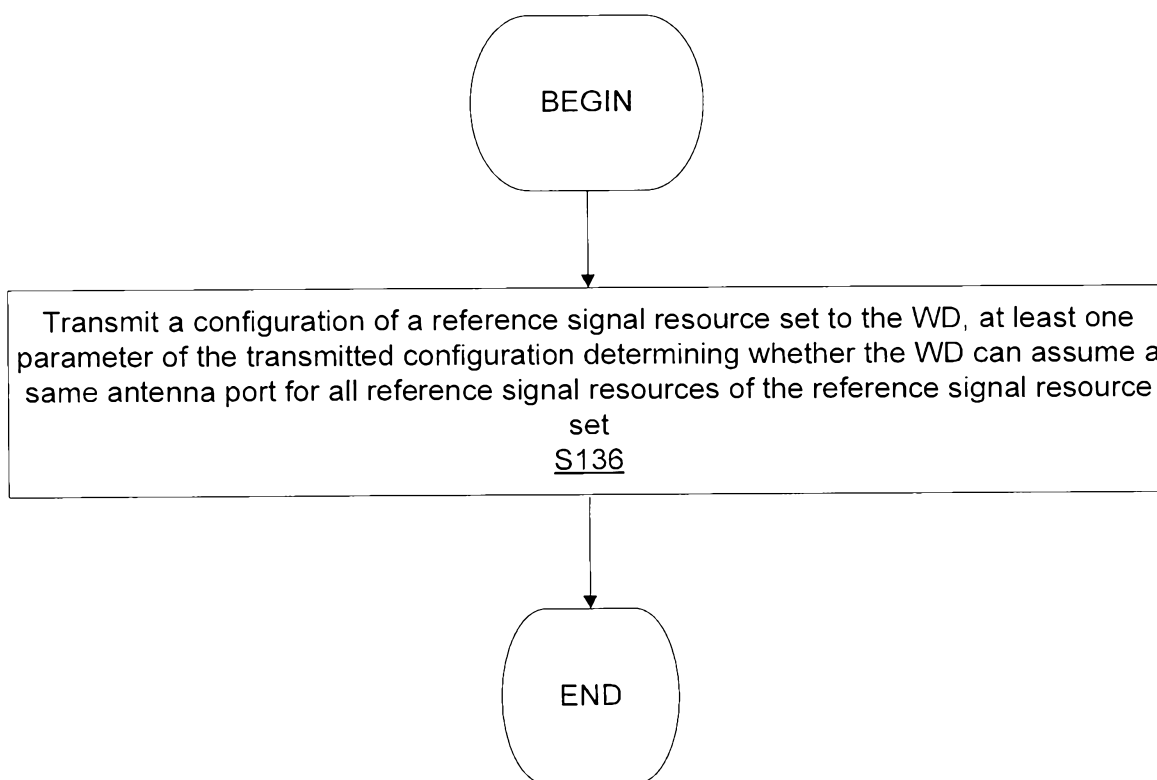 BEGIN
Transmit a configuration of a reference signal resource set to the WD, at least one
parameter of the transmitted configuration determining whether the WD can assume a
same antenna port for all reference signal resources of the reference signal resource
set
S136
END